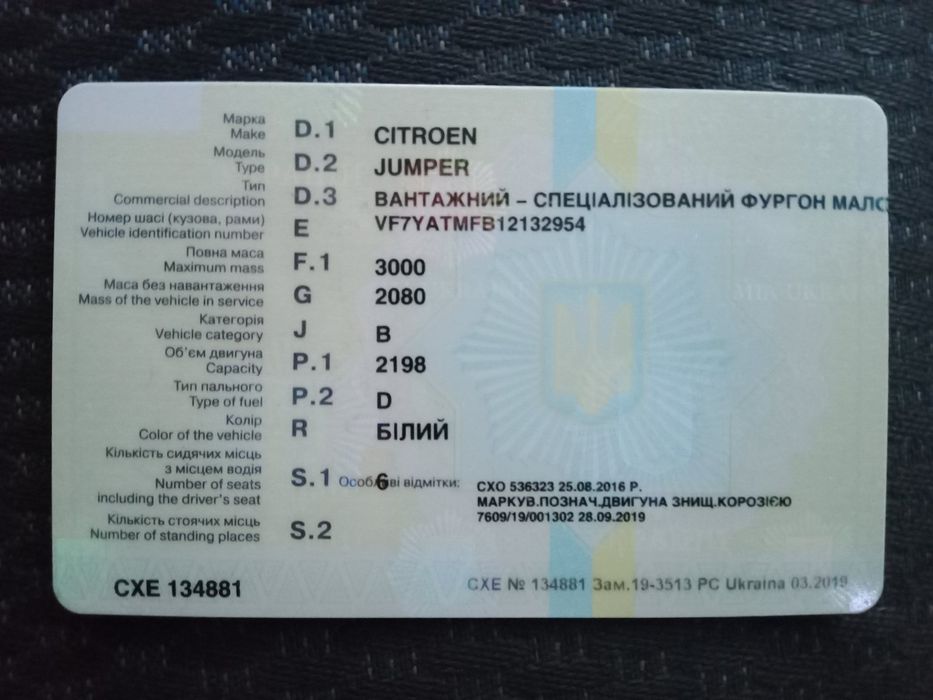 Марка
Make D.1 CITROEN
Модель
Type D.2 JUMPER
Тип
Commercial description D.3 ВАНТАЖНИЙ – СПЕЦІАЛІЗОВАНИЙ ФУРГОН МАЛО
Номер шасі (кузова, рами)
Vehicle identification number E VF7YATMFB12132954
Повна маса
Maximum mass F.1 3000
Маса без навантаження
Mass of the vehicle in service G 2080
Категорія
Vehicle category J B
Об'єм двигуна
Capacity P.1 2198
Тип пального
Type of fuel P.2 D
Колір
Color of the vehicle R БІЛИЙ
Кількість сидячих місць
з місцем водія
Number of seats
including the driver's seat S.1 6
Особливі відмітки: СХО 536323 25.08.2016 Р.
МАРКУВ.ПОЗНАЧ.ДВИГУНА ЗНИЩ.КОРОЗІЄЮ
7609/19/001302 28.09.2019
Кількість стоячих місць
Number of standing places S.2
СХЕ 134881
СХЕ № 134881 Зам.19-3513 РС Ukraina 03.2019